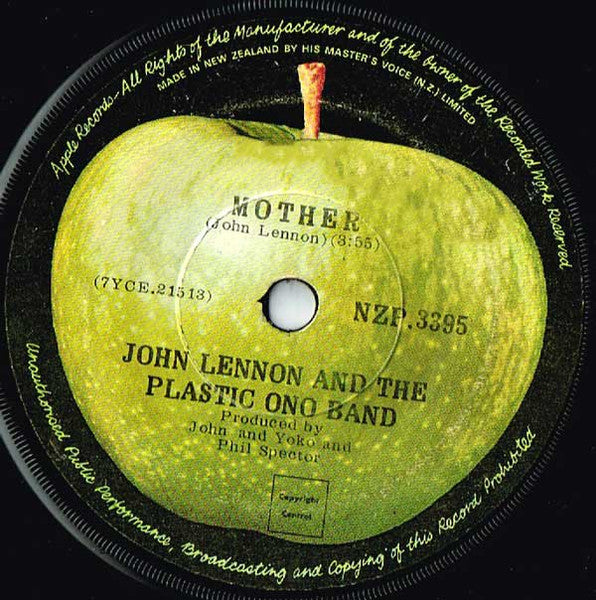 Apple Records-All Rights of the Manufacturer and of the Owner of the Recorded Work Reserved
MADE IN NEW ZEALAND BY HIS MASTER'S VOICE (N.Z.) LIMITED
MOTHER
(John Lennon)(3:55)
(7YCE.21513)
NZP.3395
JOHN LENNON AND THE
PLASTIC ONO BAND
Produced by
John and Yoko and
Phil Spector
Copyright
Control
Unauthorised Public Performance, Broadcasting and Copying of this Record Prohibited